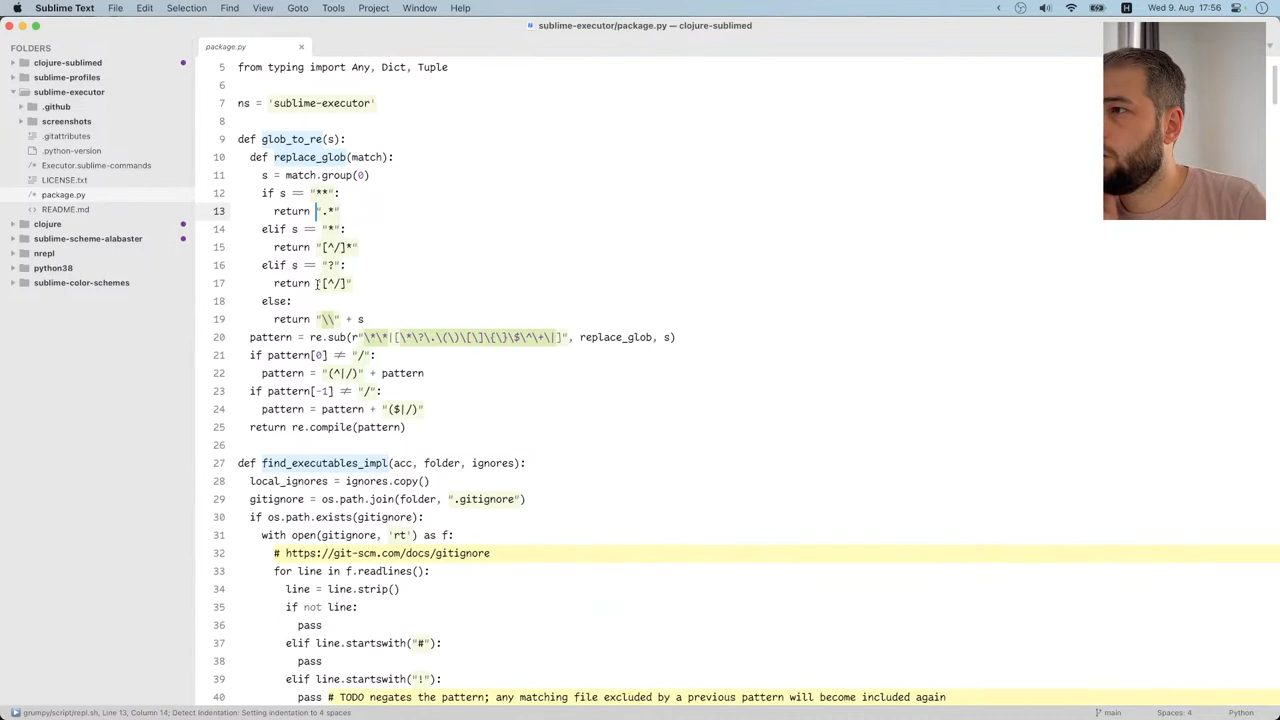 Sublime Text File Edit Selection Find View Goto Tools Project Window Help
Wed 9. Aug 17:56
sublime-executor/package.py — clojure-sublimed
FOLDERS
clojure-sublimed
sublime-profiles
sublime-executor
.github
screenshots
.gitattributes
.python-version
Executor.sublime-commands
LICENSE.txt
package.py
README.md
clojure
sublime-scheme-alabaster
nrepl
python38
sublime-color-schemes
package.py
5 from typing import Any, Dict, Tuple
6
7 ns = 'sublime-executor'
8
9 def glob_to_re(s):
10 def replace_glob(match):
11 s = match.group(0)
12 if s == "**":
13 return ".*"
14 elif s == "*":
15 return "[^/]*"
16 elif s == "?":
17 return "[^/]"
18 else:
19 return "\\" + s
20 pattern = re.sub(r"\*\*|[\*\?\.\(\)\[\]\{\}\$\^\+\|]", replace_glob, s)
21 if pattern[0] != "/":
22 pattern = "(^|/)" + pattern
23 if pattern[-1] != "/":
24 pattern = pattern + "($|/)"
25 return re.compile(pattern)
26
27 def find_executables_impl(acc, folder, ignores):
28 local_ignores = ignores.copy()
29 gitignore = os.path.join(folder, ".gitignore")
30 if os.path.exists(gitignore):
31 with open(gitignore, 'rt') as f:
32 # https://git-scm.com/docs/gitignore
33 for line in f.readlines():
34 line = line.strip()
35 if not line:
36 pass
37 elif line.startswith("#"):
38 pass
39 elif line.startswith("!"):
40 pass # TODO negates the pattern; any matching file excluded by a previous pattern will become included again
grumpy/script/repl.sh, Line 13, Column 14; Detect Indentation: Setting indentation to 4 spaces
main
Spaces: 4
Python